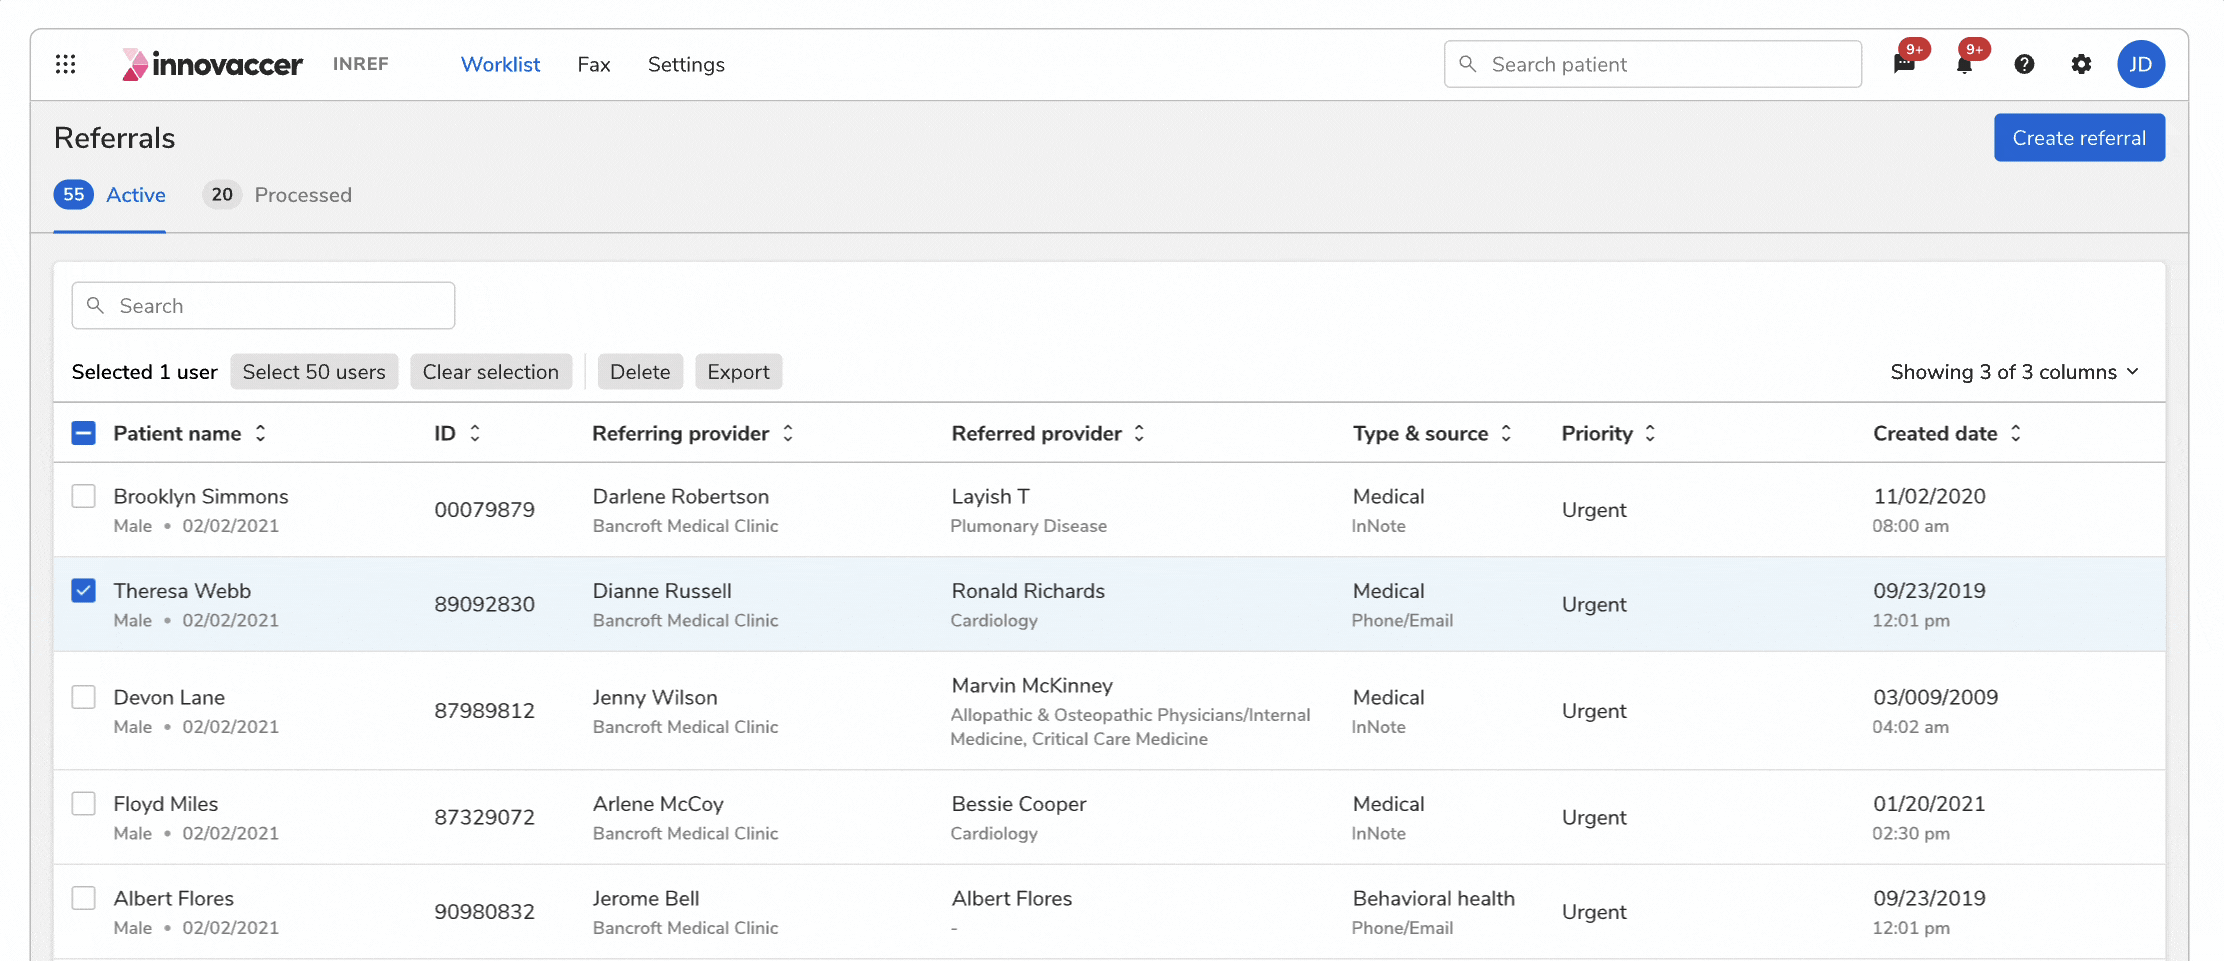 innovaccer INREF Worklist Fax Settings Search patient 9+ 9+ JD
Referrals Create referral
55 Active 20 Processed
Search
Selected 1 user Select 50 users Clear selection Delete Export Showing 3 of 3 columns
Patient name ID Referring provider Referred provider Type & source Priority Created date
Brooklyn Simmons Darlene Robertson Layish T Medical 11/02/2020
00079879 Urgent
Male • 02/02/2021 Bancroft Medical Clinic Plumonary Disease InNote 08:00 am
Theresa Webb Dianne Russell Ronald Richards Medical 09/23/2019
89092830 Urgent
Male • 02/02/2021 Bancroft Medical Clinic Cardiology Phone/Email 12:01 pm
Marvin McKinney
Devon Lane Jenny Wilson Medical 03/009/2009
87989812 Allopathic & Osteopathic Physicians/Internal Urgent
Male • 02/02/2021 Bancroft Medical Clinic InNote 04:02 am
Medicine, Critical Care Medicine
Floyd Miles Arlene McCoy Bessie Cooper Medical 01/20/2021
87329072 Urgent
Male • 02/02/2021 Bancroft Medical Clinic Cardiology InNote 02:30 pm
Albert Flores Jerome Bell Albert Flores Behavioral health 09/23/2019
90980832 Urgent
Male • 02/02/2021 Bancroft Medical Clinic - Phone/Email 12:01 pm